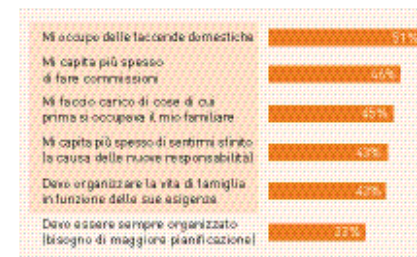 Mi occupo delle faccende domestiche
51%
Mi capita più spesso
di fare commissioni
46%
Mi faccio carico di cose di cui
prima si occupava il mio familiare
45%
Mi capita più spesso di sentirmi sfinito
(a causa delle nuove responsabilità)
43%
Devo organizzare la vita di famiglia
in funzione delle sue esigenze
Devo essere sempre organizzato
(bisogno di maggiore pianificazione)